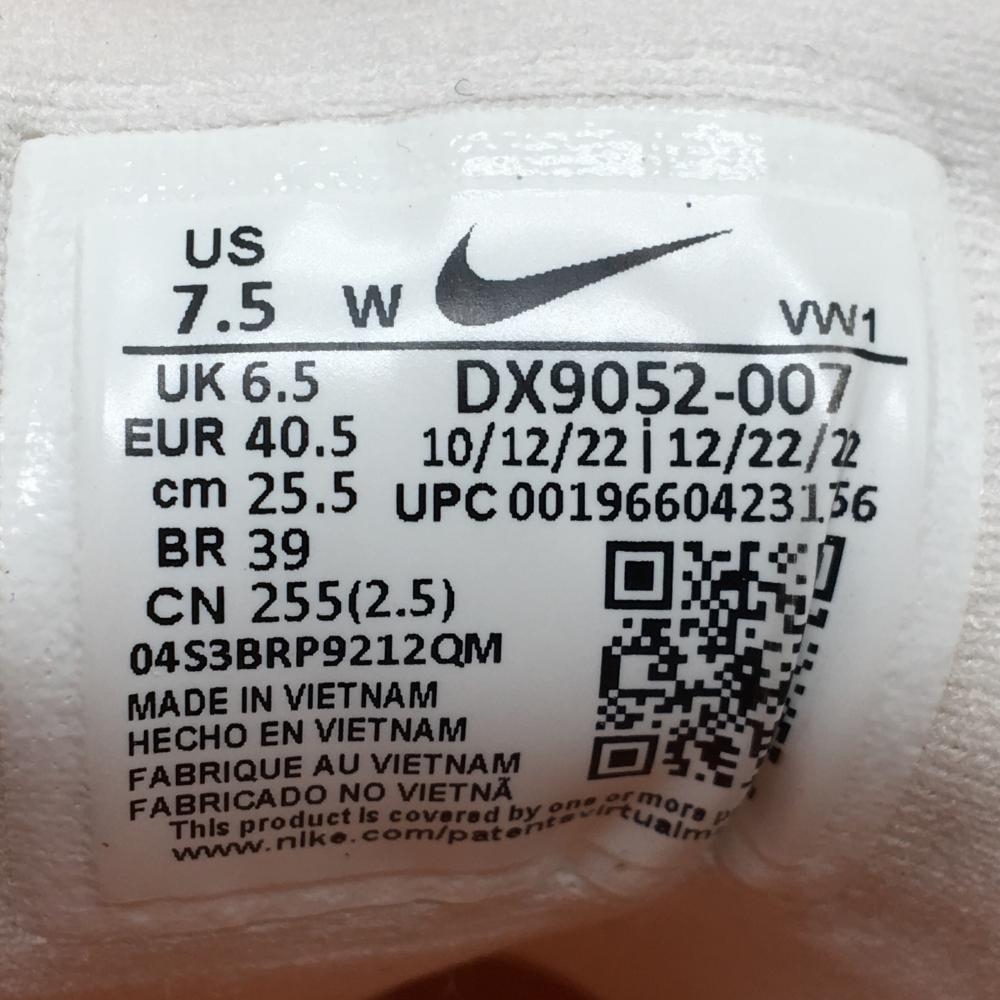 US
7.5 W
VW1
UK 6.5
EUR 40.5
cm 25.5
BR 39
CN 255(2.5)
DX9052-007
10/12/22 | 12/22/22
UPC 0019660423156
04S3BRP9212QM
MADE IN VIETNAM
HECHO EN VIETNAM
FABRIQUE AU VIETNAM
FABRICADO NO VIETNÃ
This product is covered by one or more
www.nike.com/patents